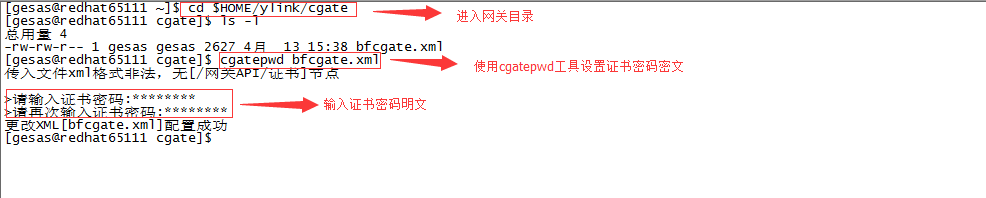 [gesas@redhat65111 ~]$ cd $HOME/ylink/cgate 进入网关目录
[gesas@redhat65111 cgate]$ ls -l
总用量 4
-rw-rw-r-- 1 gesas gesas 2627 4月  13 15:38 bfcgate.xml
[gesas@redhat65111 cgate]$ cgatepwd bfcgate.xml 使用cgatepwd工具设置证书密码密文
传入文件xml格式非法，无[/网关API/证书]节点
>请输入证书密码:******** 输入证书密码明文
>请再次输入证书密码:********
更改XML[bfcgate.xml]配置成功
[gesas@redhat65111 cgate]$